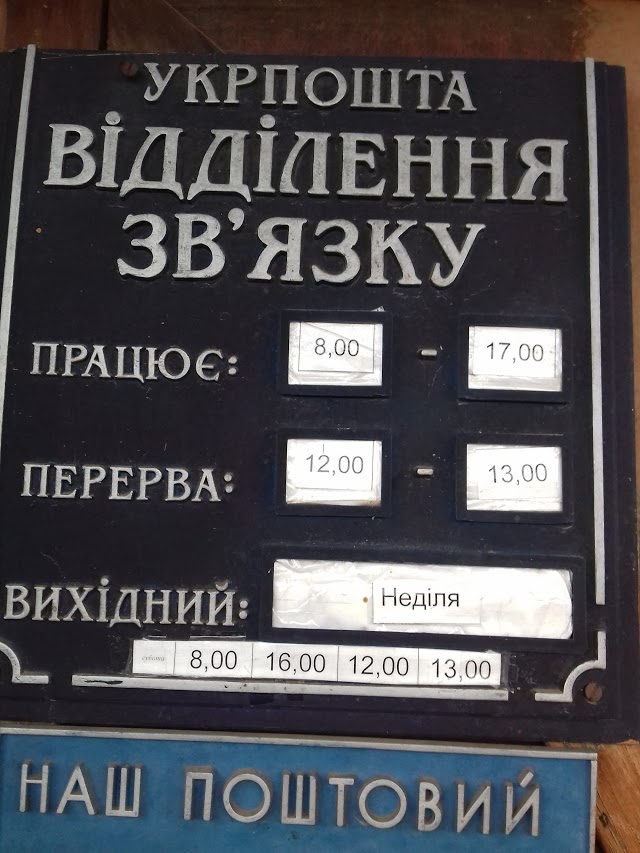 УКРПОШТА
ВІДДІЛЕННЯ
ЗВ'ЯЗКУ
ПРАЦЮЄ: 8,00 - 17,00
ПЕРЕРВА: 12,00 - 13,00
ВИХІДНИЙ: Неділя
субота 8,00 16,00 12,00 13,00
НАШ ПОШТОВИЙ